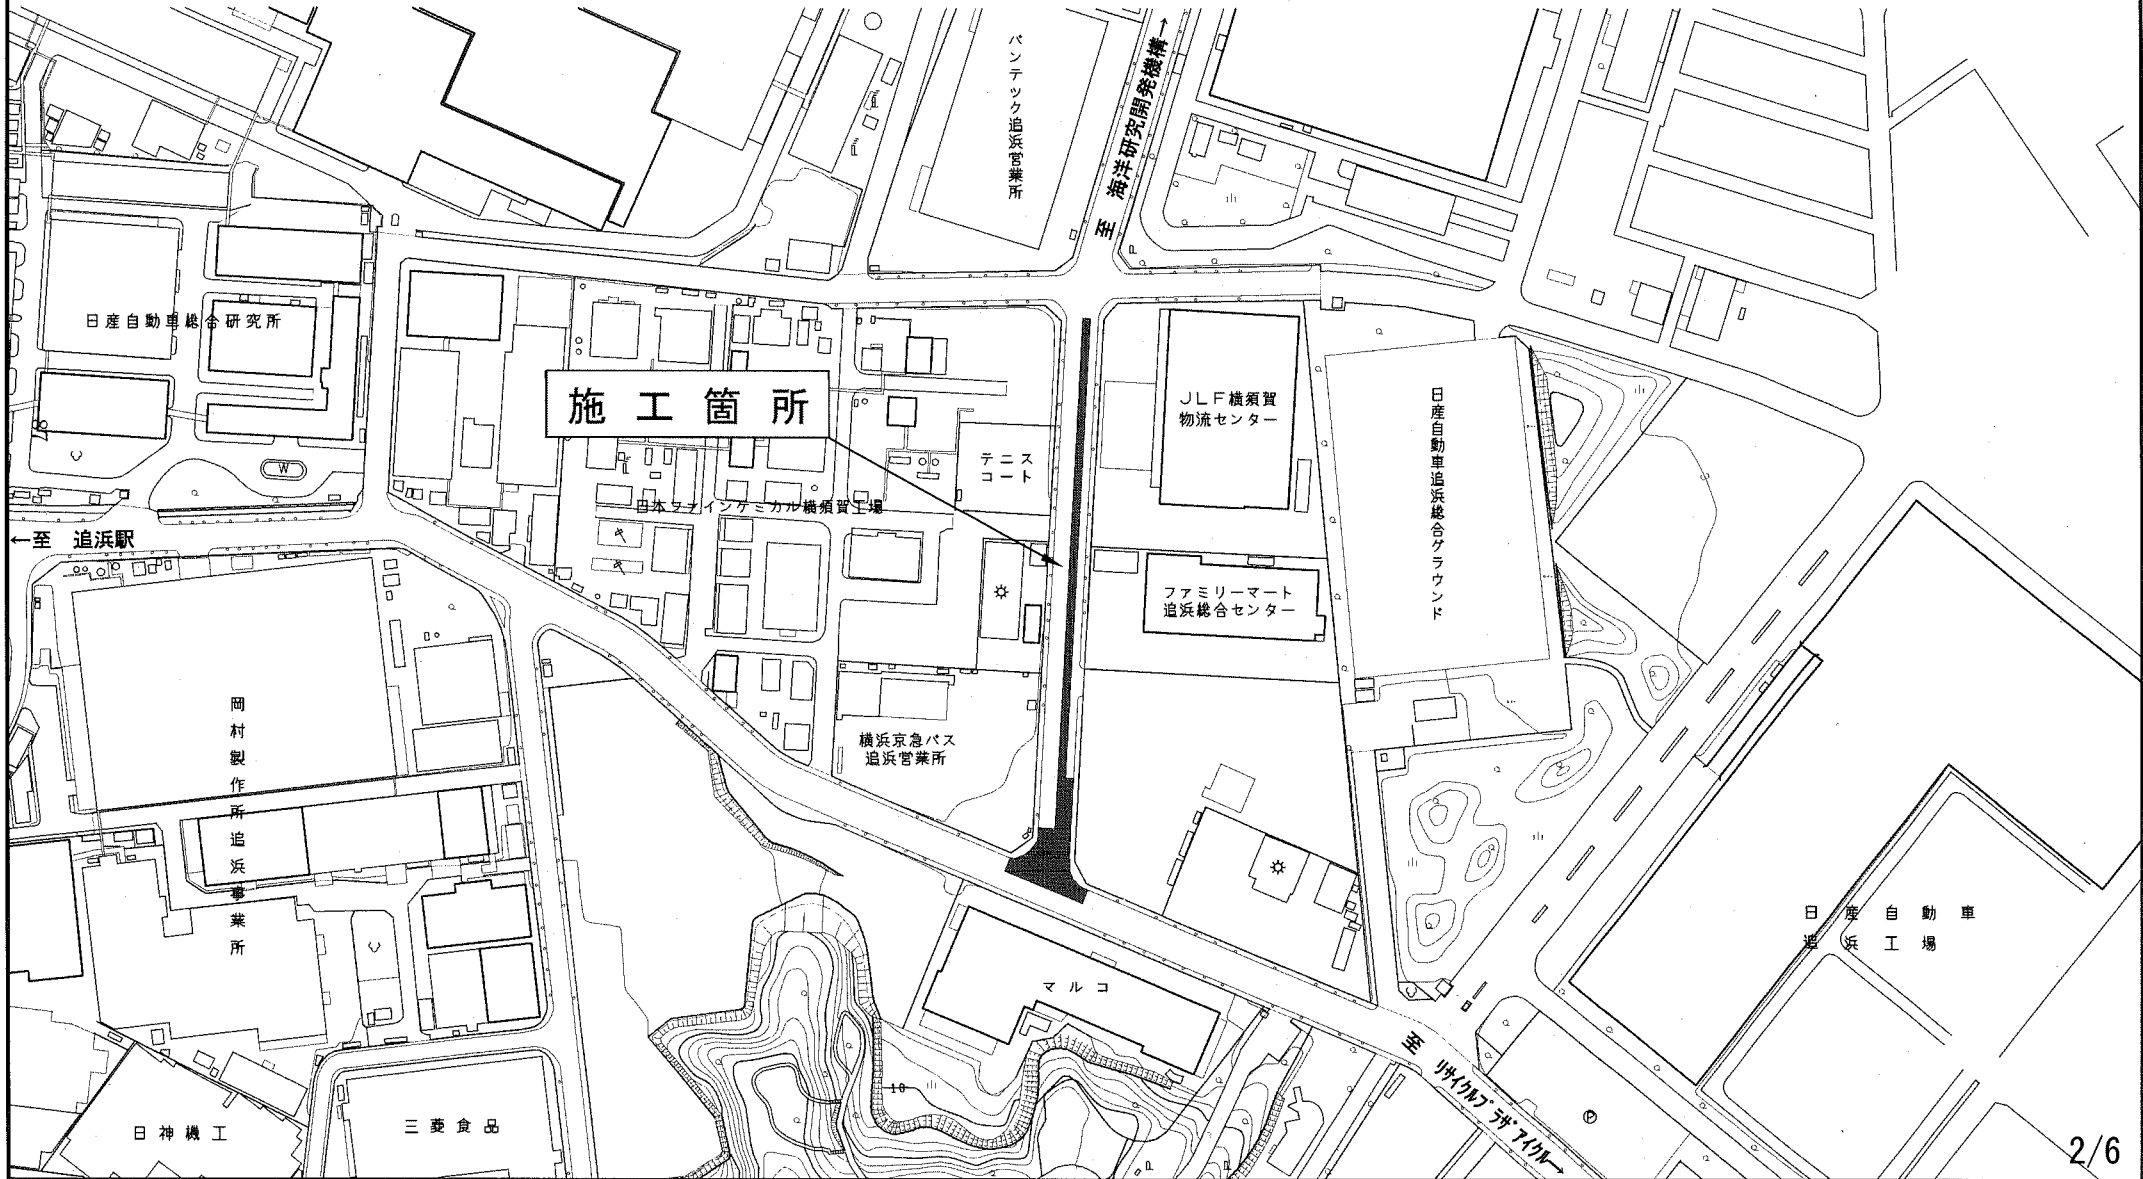 バンテック追浜営業所
至 海洋研究開発機構→
日産自動車総合研究所
施工箇所
JLF横須賀
物流センター
日産自動車追浜総合グラウンド
テニス
コート
日本ファインケミカル横須賀工場
←至 追浜駅
W
ファミリーマート
追浜総合センター
岡村製作所追浜事業所
横浜京急バス
追浜営業所
日産自動車
追浜工場
マルコ
至 リサイクルプラザアイクル→
10
P
日神機工
三菱食品
2/6